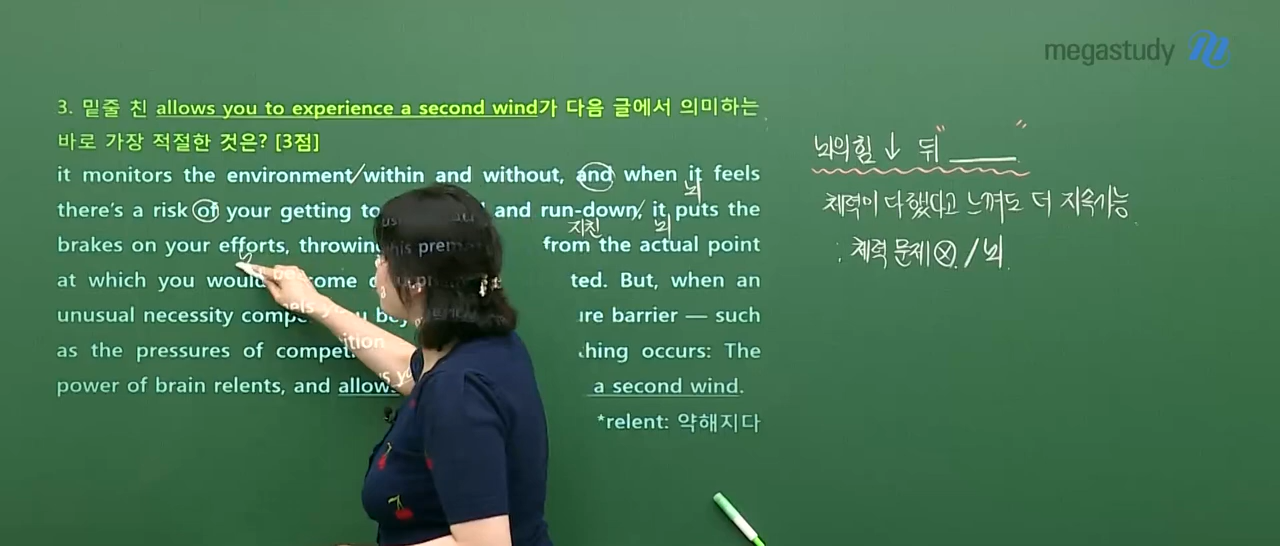 megastudy
3. 밑줄 친 allows you to experience a second wind가 다음 글에서 의미하는
바로 가장 적절한 것은? [3점]
it monitors the environment within and without, and when it feels
뇌
there's a risk of your getting and run-down, it puts the
지친 뇌
brakes on your efforts, throwing this from the actual point
at which you would become ted. But, when an
unusual necessity you ure barrier — such
as the pressures of competition thing occurs: The
power of brain relents, and allows a second wind.
*relent: 약해지다
뇌의 힘 ↓ 뒤 " "
체력이 다했다고 느껴도 더 지속가능
체력 문제 ⓧ / 뇌